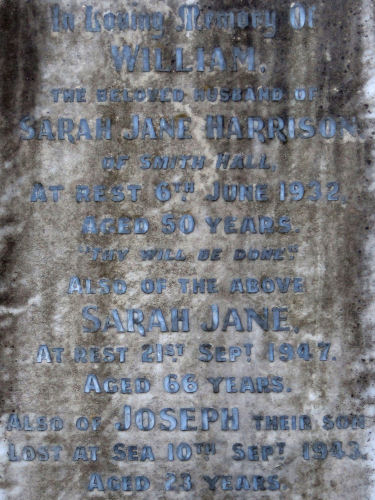 In Loving Memory Of
WILLIAM,
THE BELOVED HUSBAND OF
SARAH JANE HARRISON
OF SMITH HALL,
AT REST 6TH JUNE 1932,
AGED 50 YEARS.
"THY WILL BE DONE."
ALSO OF THE ABOVE
SARAH JANE,
AT REST 21ST SEPT 1947.
AGED 66 YEARS.
ALSO OF JOSEPH THEIR SON
LOST AT SEA 10TH SEPT 1943.
AGED 23 YEARS